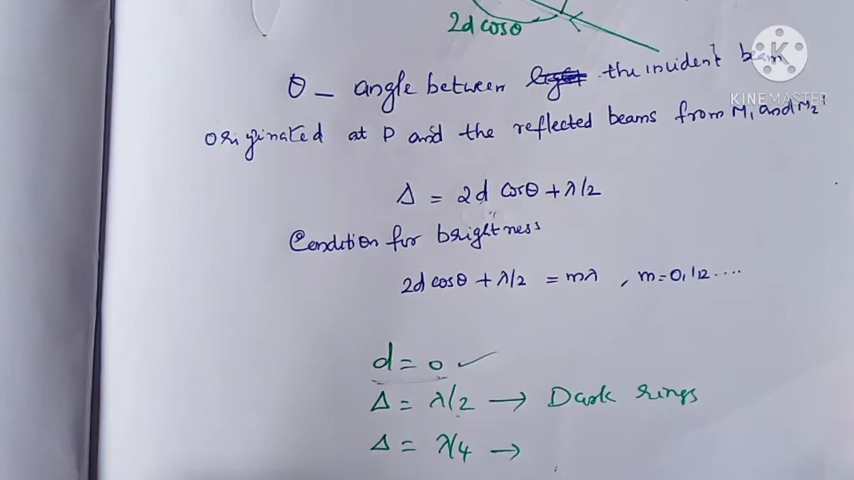 2d cosθ
KINEMASTER
θ – angle between the incident beam
originated at P and the reflected beams from M₁ and M₂:
Δ = 2d cosθ + λ/2
Condition for brightness
2d cosθ + λ/2 = mλ , m=0,1,2....
d = 0 ✓
Δ = λ/2 → Dark rings
Δ = λ/4 →